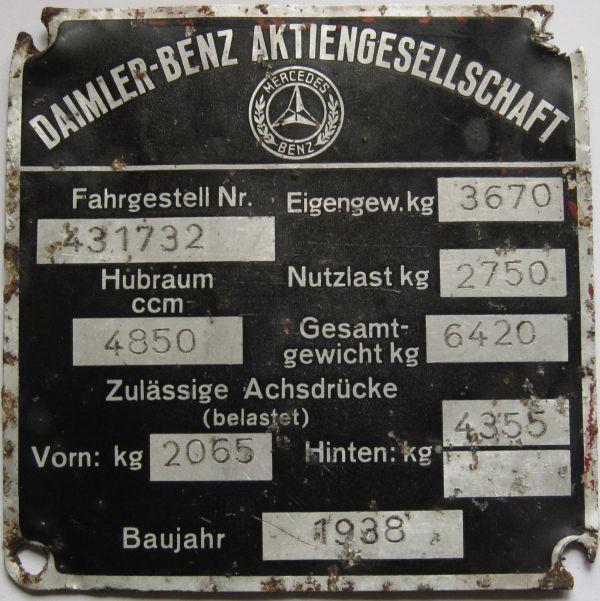 DAIMLER-BENZ AKTIENGESELLSCHAFT
MERCEDES
BENZ
Fahrgestell Nr.
431732
Eigengew.kg 3670
Hubraum
ccm
4850
Nutzlast kg 2750
Gesamt-
gewicht kg 6420
Zulässige Achsdrücke
(belastet)
Vorn: kg 2065
Hinten: kg 4355
Baujahr 1938